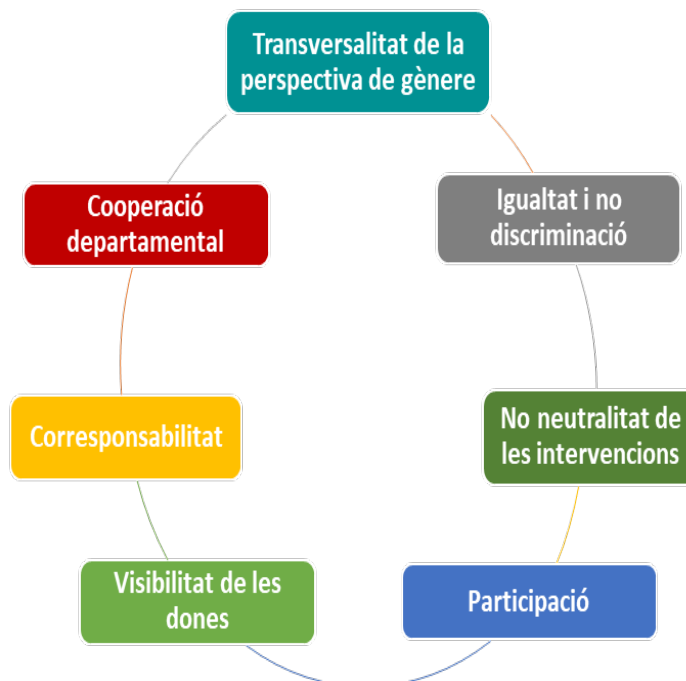 Transversalitat de la
perspectiva de gènere
Igualtat i no
discriminació
No neutralitat de
les intervencions
Participació
Visibilitat de les
dones
Corresponsabilitat
Cooperació
departamental